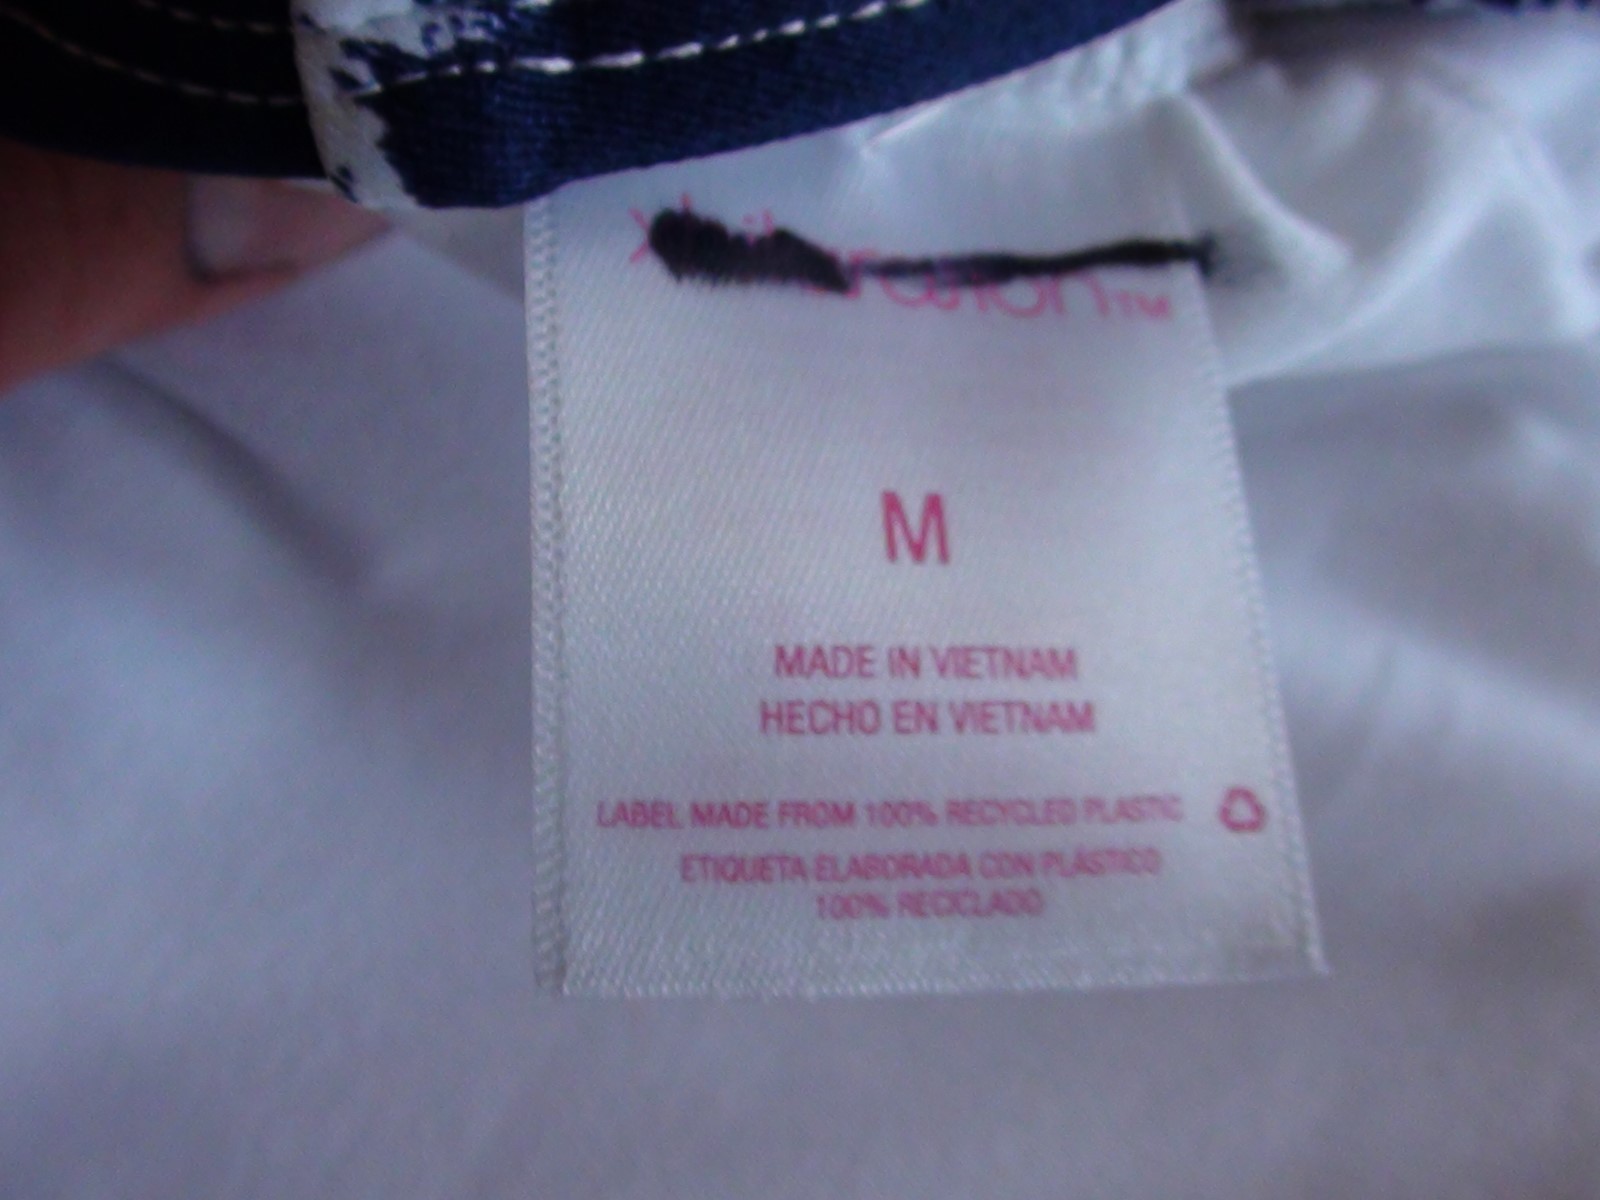 M
MADE IN VIETNAM
HECHO EN VIETNAM
LABEL MADE FROM 100% RECYCLED PLASTIC
ETIQUETA ELABORADA CON PLÁSTICO
100% RECICLADO